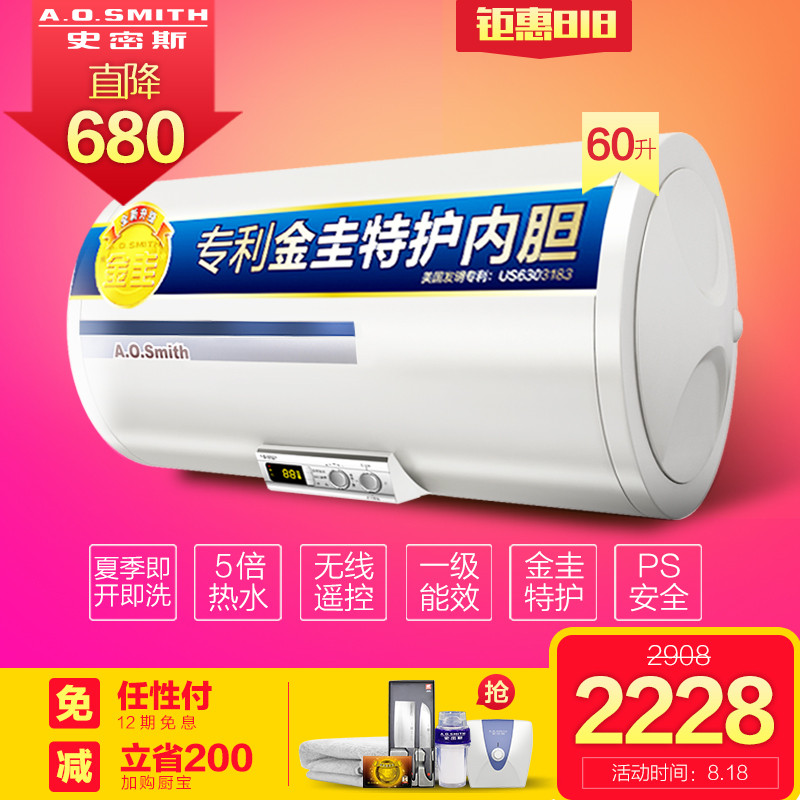 A.O.SMITH
史密斯
直降
680
钜惠818
60升
全新升级
A.O.SMITH
金圭
专利金圭特护内胆
美国发明专利：US6303183
A.O.Smith
夏季即
开即洗
5倍
热水
无线
遥控
一级
能效
金圭
特护
PS
安全
免
任性付
12期免息
减
立省200
加购厨宝
抢
A.O.SMITH
史密斯
2908
2228
活动时间：8.18